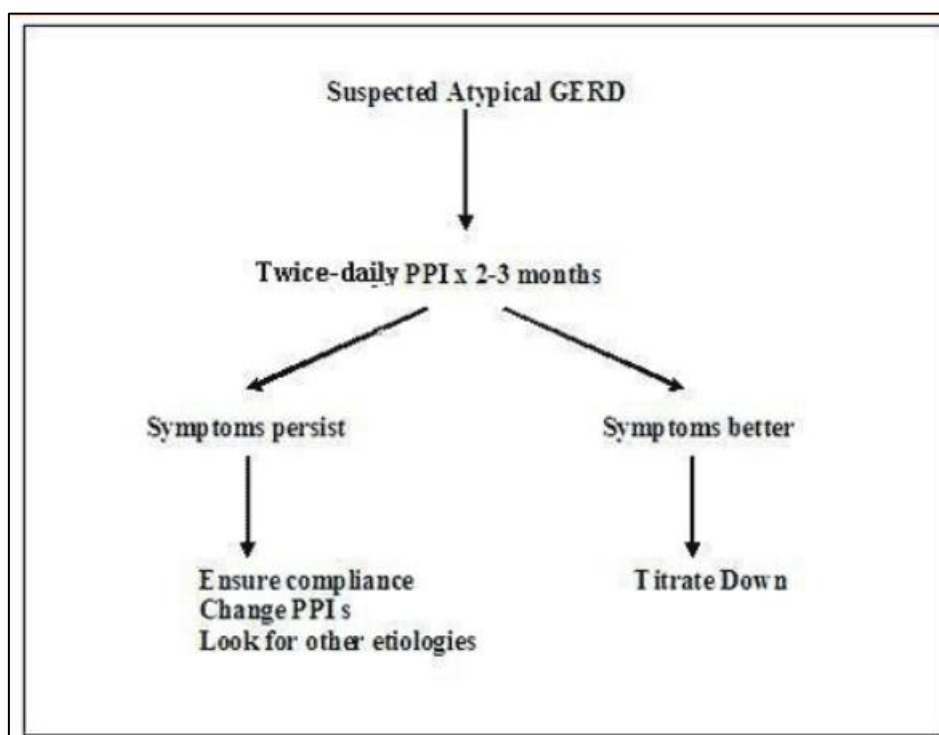 Suspected Atypical GERD
Twice-daily PPI x 2-3 months
Symptoms persist
Symptoms better
Ensure compliance
Change PPIs
Look for other etiologies
Titrate Down